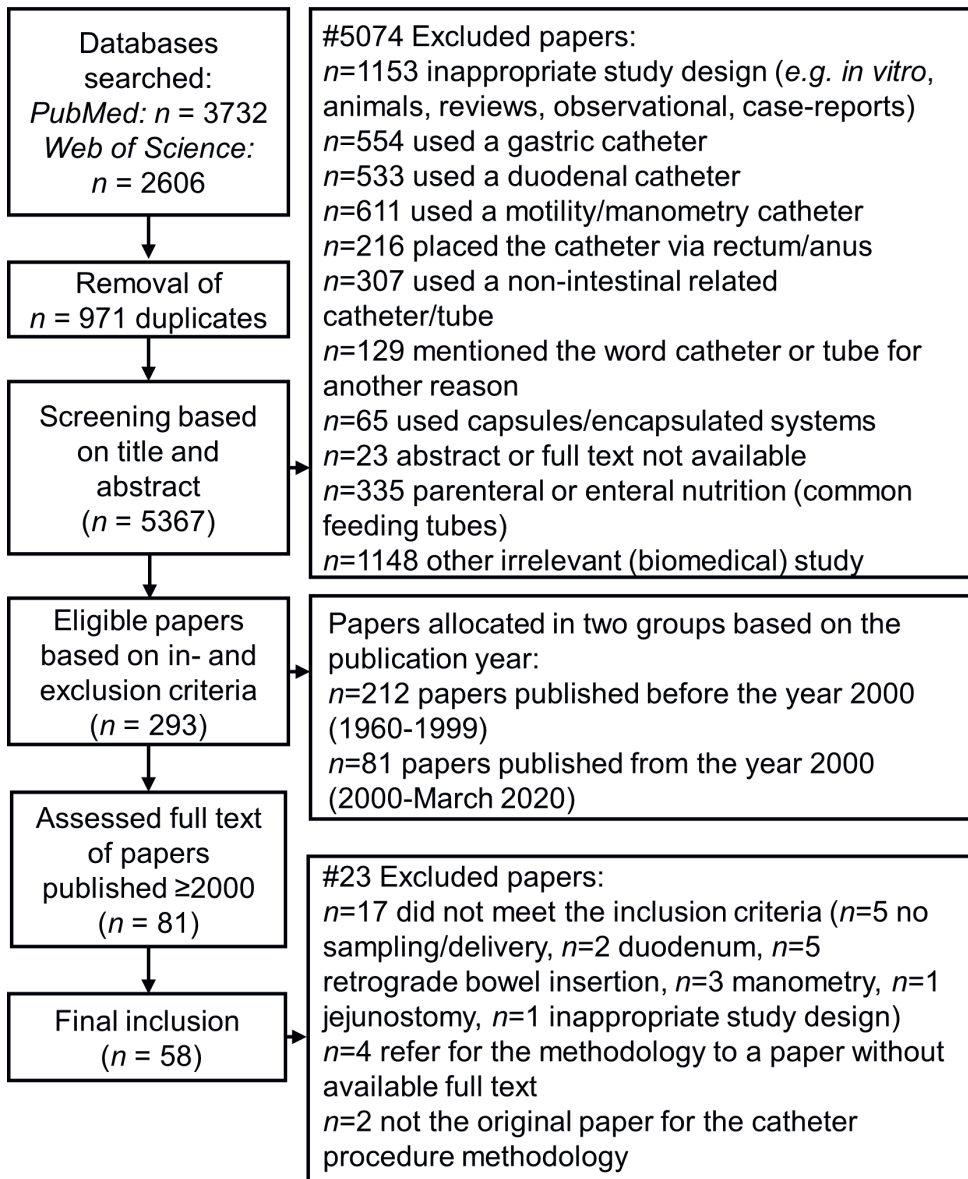 Databases
searched:
PubMed: n = 3732
Web of Science:
n = 2606
Removal of
n = 971 duplicates
Screening based
on title and
abstract
(n = 5367)
#5074 Excluded papers:
n=1153 inappropriate study design (e.g. in vitro,
animals, reviews, observational, case-reports)
n=554 used a gastric catheter
n=533 used a duodenal catheter
n=611 used a motility/manometry catheter
n=216 placed the catheter via rectum/anus
n=307 used a non-intestinal related
catheter/tube
n=129 mentioned the word catheter or tube for
another reason
n=65 used capsules/encapsulated systems
n=23 abstract or full text not available
n=335 parenteral or enteral nutrition (common
feeding tubes)
n=1148 other irrelevant (biomedical) study
Eligible papers
based on in- and
exclusion criteria
(n = 293)
Papers allocated in two groups based on the
publication year:
n=212 papers published before the year 2000
(1960-1999)
n=81 papers published from the year 2000
(2000-March 2020)
Assessed full text
of papers
published ≥2000
(n = 81)
Final inclusion
(n = 58)
#23 Excluded papers:
n=17 did not meet the inclusion criteria (n=5 no
sampling/delivery, n=2 duodenum, n=5
retrograde bowel insertion, n=3 manometry, n=1
jejunostomy, n=1 inappropriate study design)
n=4 refer for the methodology to a paper without
available full text
n=2 not the original paper for the catheter
procedure methodology